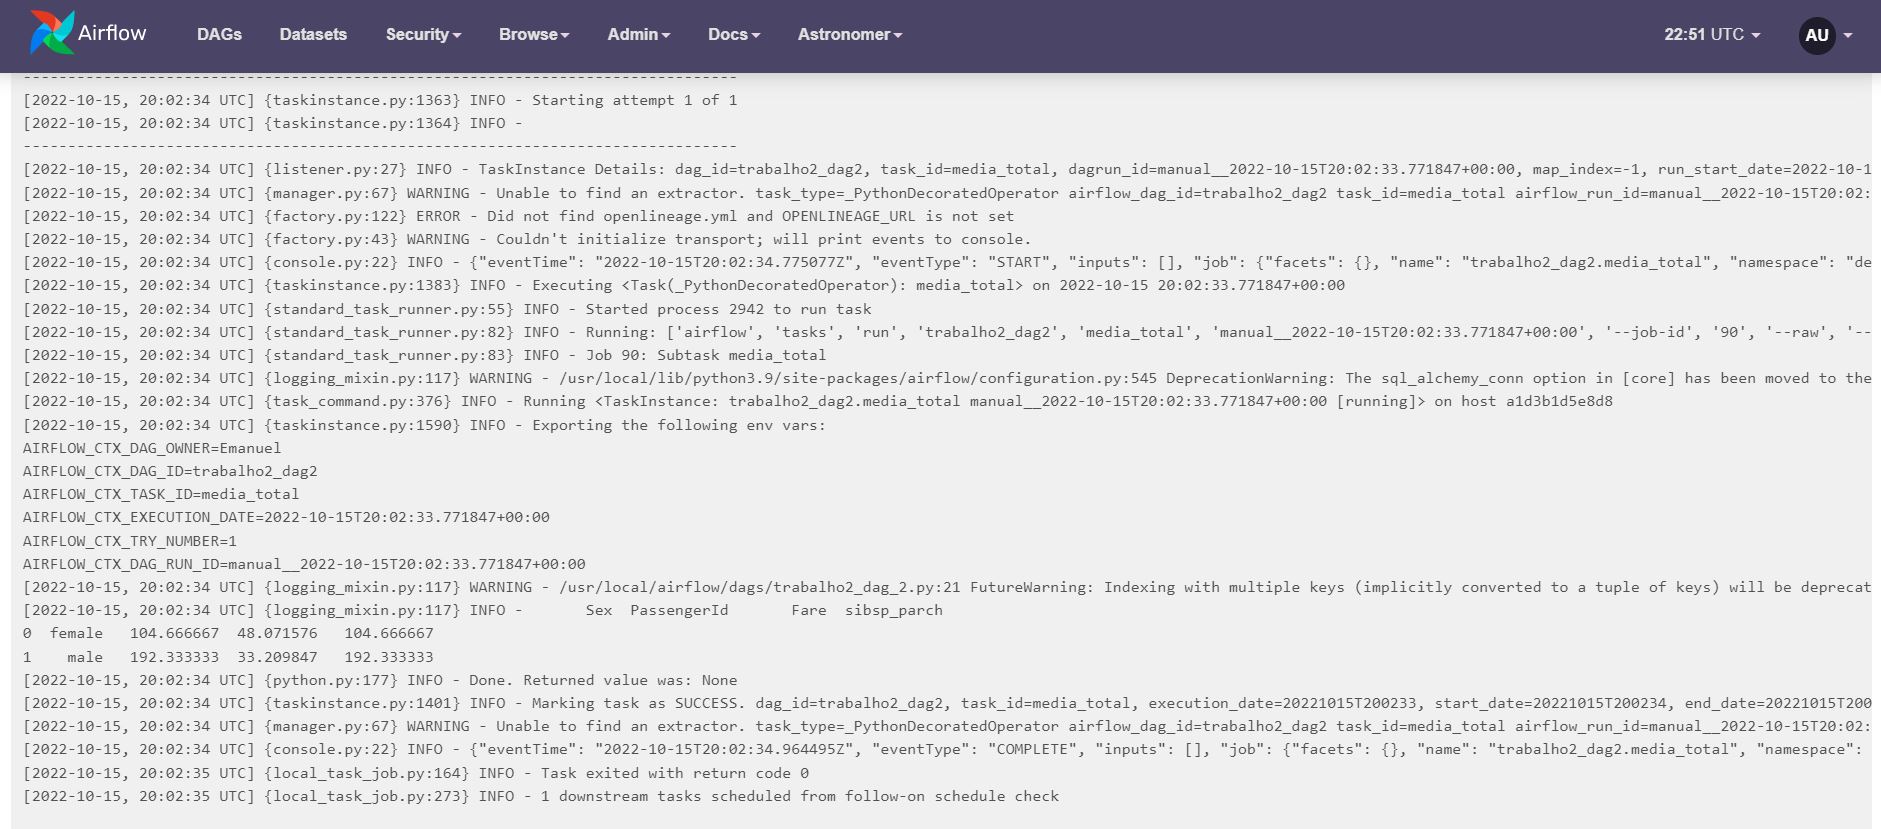 Airflow DAGs Datasets Security Browse Admin Docs Astronomer 22:51 UTC AU
--------------------------------------------------------------------------------
[2022-10-15, 20:02:34 UTC] {taskinstance.py:1363} INFO - Starting attempt 1 of 1
[2022-10-15, 20:02:34 UTC] {taskinstance.py:1364} INFO -
--------------------------------------------------------------------------------
[2022-10-15, 20:02:34 UTC] {listener.py:27} INFO - TaskInstance Details: dag_id=trabalho2_dag2, task_id=media_total, dagrun_id=manual__2022-10-15T20:02:33.771847+00:00, map_index=-1, run_start_date=2022-10-1
[2022-10-15, 20:02:34 UTC] {manager.py:67} WARNING - Unable to find an extractor. task_type=_PythonDecoratedOperator airflow_dag_id=trabalho2_dag2 task_id=media_total airflow_run_id=manual__2022-10-15T20:02:
[2022-10-15, 20:02:34 UTC] {factory.py:122} ERROR - Did not find openlineage.yml and OPENLINEAGE_URL is not set
[2022-10-15, 20:02:34 UTC] {factory.py:43} WARNING - Couldn't initialize transport; will print events to console.
[2022-10-15, 20:02:34 UTC] {console.py:22} INFO - {"eventTime": "2022-10-15T20:02:34.775077Z", "eventType": "START", "inputs": [], "job": {"facets": {}, "name": "trabalho2_dag2.media_total", "namespace": "de
[2022-10-15, 20:02:34 UTC] {taskinstance.py:1383} INFO - Executing <Task(_PythonDecoratedOperator): media_total> on 2022-10-15 20:02:33.771847+00:00
[2022-10-15, 20:02:34 UTC] {standard_task_runner.py:55} INFO - Started process 2942 to run task
[2022-10-15, 20:02:34 UTC] {standard_task_runner.py:82} INFO - Running: ['airflow', 'tasks', 'run', 'trabalho2_dag2', 'media_total', 'manual__2022-10-15T20:02:33.771847+00:00', '--job-id', '90', '--raw', '--
[2022-10-15, 20:02:34 UTC] {standard_task_runner.py:83} INFO - Job 90: Subtask media_total
[2022-10-15, 20:02:34 UTC] {logging_mixin.py:117} WARNING - /usr/local/lib/python3.9/site-packages/airflow/configuration.py:545 DeprecationWarning: The sql_alchemy_conn option in [core] has been moved to the
[2022-10-15, 20:02:34 UTC] {task_command.py:376} INFO - Running <TaskInstance: trabalho2_dag2.media_total manual__2022-10-15T20:02:33.771847+00:00 [running]> on host a1d3b1d5e8d8
[2022-10-15, 20:02:34 UTC] {taskinstance.py:1590} INFO - Exporting the following env vars:
AIRFLOW_CTX_DAG_OWNER=Emanuel
AIRFLOW_CTX_DAG_ID=trabalho2_dag2
AIRFLOW_CTX_TASK_ID=media_total
AIRFLOW_CTX_EXECUTION_DATE=2022-10-15T20:02:33.771847+00:00
AIRFLOW_CTX_TRY_NUMBER=1
AIRFLOW_CTX_DAG_RUN_ID=manual__2022-10-15T20:02:33.771847+00:00
[2022-10-15, 20:02:34 UTC] {logging_mixin.py:117} WARNING - /usr/local/airflow/dags/trabalho2_dag_2.py:21 FutureWarning: Indexing with multiple keys (implicitly converted to a tuple of keys) will be deprecat
[2022-10-15, 20:02:34 UTC] {logging_mixin.py:117} INFO -       Sex  PassengerId       Fare  sibsp_parch
0  female   104.666667  48.071576   104.666667
1    male   192.333333  33.209847   192.333333
[2022-10-15, 20:02:34 UTC] {python.py:177} INFO - Done. Returned value was: None
[2022-10-15, 20:02:34 UTC] {taskinstance.py:1401} INFO - Marking task as SUCCESS. dag_id=trabalho2_dag2, task_id=media_total, execution_date=20221015T200233, start_date=20221015T200234, end_date=20221015T200
[2022-10-15, 20:02:34 UTC] {manager.py:67} WARNING - Unable to find an extractor. task_type=_PythonDecoratedOperator airflow_dag_id=trabalho2_dag2 task_id=media_total airflow_run_id=manual__2022-10-15T20:02:
[2022-10-15, 20:02:34 UTC] {console.py:22} INFO - {"eventTime": "2022-10-15T20:02:34.964495Z", "eventType": "COMPLETE", "inputs": [], "job": {"facets": {}, "name": "trabalho2_dag2.media_total", "namespace":
[2022-10-15, 20:02:35 UTC] {local_task_job.py:164} INFO - Task exited with return code 0
[2022-10-15, 20:02:35 UTC] {local_task_job.py:273} INFO - 1 downstream tasks scheduled from follow-on schedule check